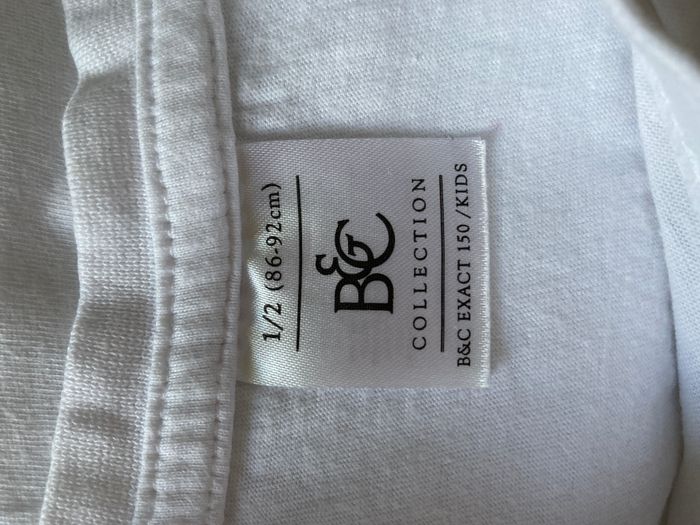 1/2 (86-92cm)
B&C
COLLECTION
B&C EXACT 150 /KIDS